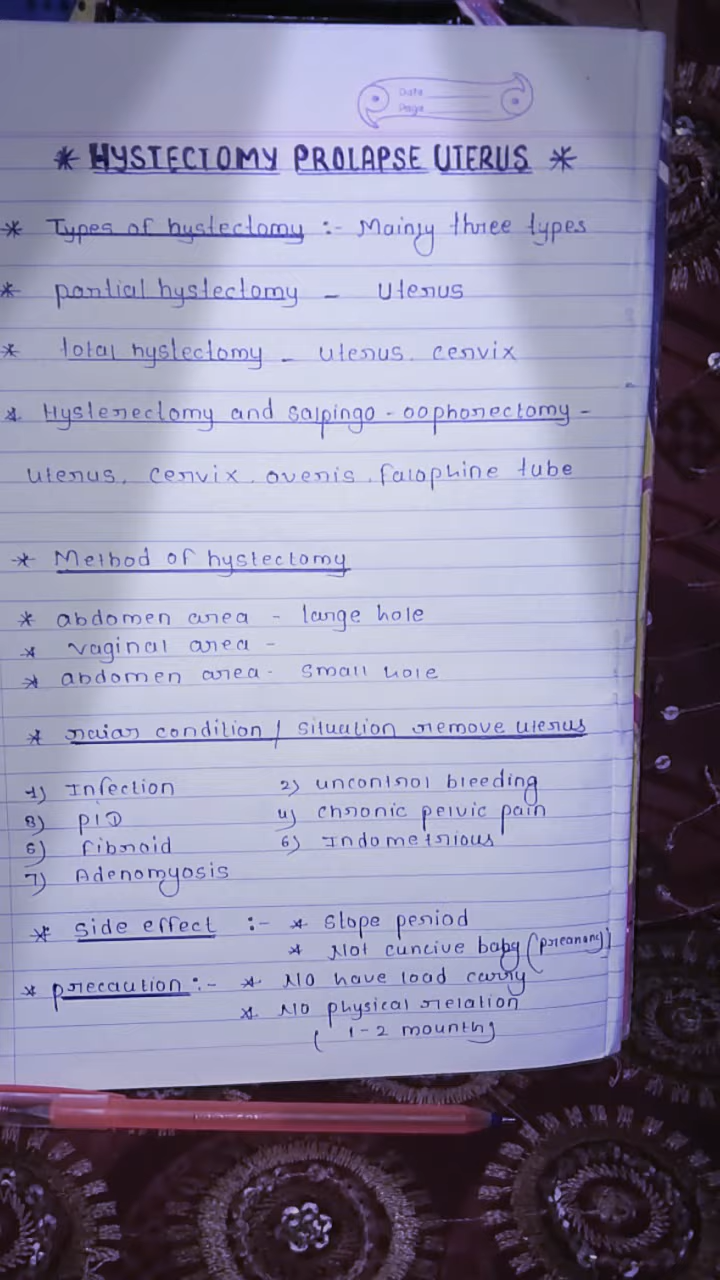 Date
Page
* HYSTECTOMY PROLAPSE UTERUS *
* Types of hystectomy :- Mainly three types
* partial hystectomy - Uterus
* total hystectomy - uterus. cervix
* Hysterectomy and salpingo - oophorectomy -
uterus, cervix. overis. falophine tube
* Method of hystectomy
* abdomen area - large hole
* vaginal area -
* abdomen area - small hole
* condition / situation remove uterus
1) Infection 2) uncontrol bleeding
3) PID 4) chronic pelvic pain
5) fibroid 6) Indometrious
7) Adenomyosis
* side effect :- * slope period
* Not cuncive baby
* precaution :- * No have load carry
* No physical relation
( 1-2 mounth)